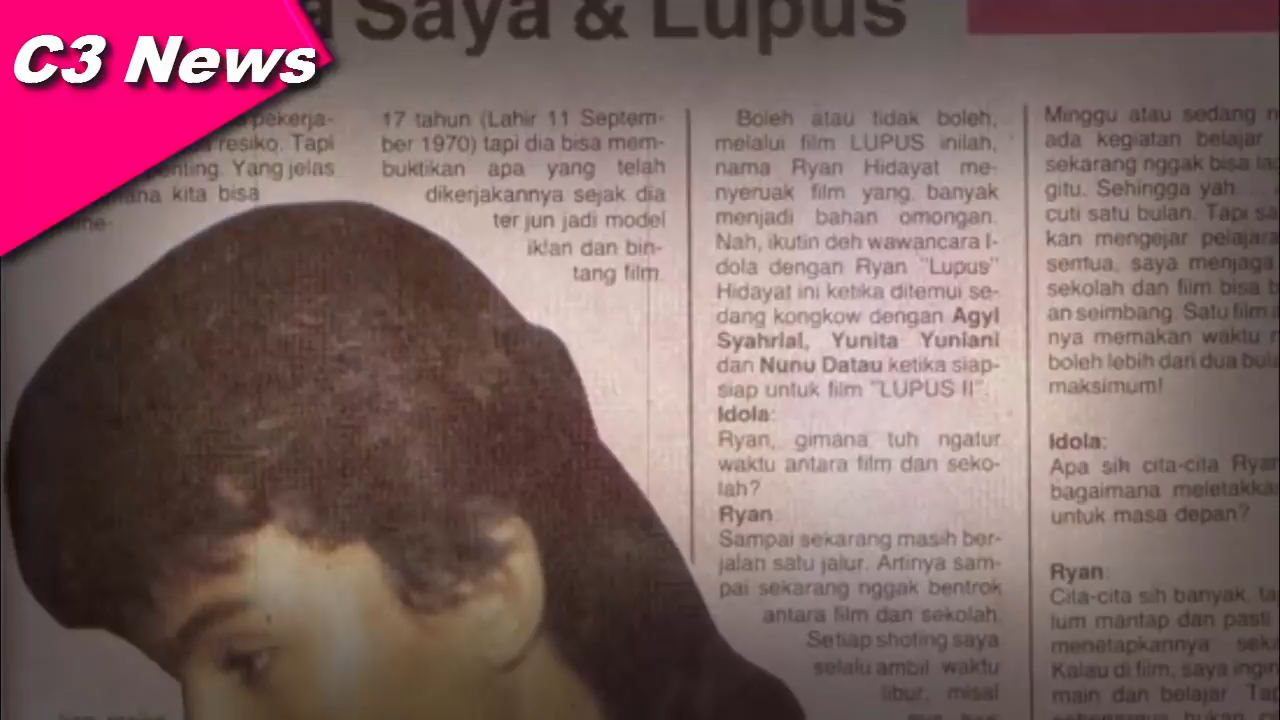 a Saya & Lupus
C3 News
pekerja-
resiko. Tapi
penting. Yang jelas
mana kita bisa
17 tahun (Lahir 11 Septem-
ber 1970) tapi dia bisa mem-
buktikan apa yang telah
dikerjakannya sejak dia
ter jun jadi model
iklan dan bin-
tang film
Boleh atau tidak boleh,
melalui film LUPUS inilah,
nama Ryan Hidayat me-
nyeruak film yang banyak
menjadi bahan omongan.
Nah, ikutin deh wawancara I-
dola dengan Ryan "Lupus"
Hidayat ini ketika ditemui se-
dang kongkow dengan Agyl
Syahrial, Yunita Yuniani
dan Nunu Datau ketika siap-
siap untuk film "LUPUS II".
Idola:
Ryan, gimana tuh ngatur
waktu antara film dan seko-
lah?
Ryan
Sampai sekarang masih ber-
jalan satu jalur. Artinya sam-
pai sekarang nggak bentrok
antara film dan sekolah.
Setiap shoting saya
selalu ambil waktu
libur, misal
Minggu atau sedang
ada kegiatan belajar
sekarang nggak bisa
gitu. Sehingga yah
cuti satu bulan. Tapi
kan mengejar
semua, saya menjaga
sekolah dan film bisa
an seimbang. Satu film
nya memakan waktu
boleh lebih dari dua
maksimum!
Idola:
Apa sih cita-cita Ryan
bagaimana
untuk masa depan?
Ryan
Cita-cita sih banyak,
lum mantap dan pasti
menetapkannya
Kalau di film, saya
main dan belajar